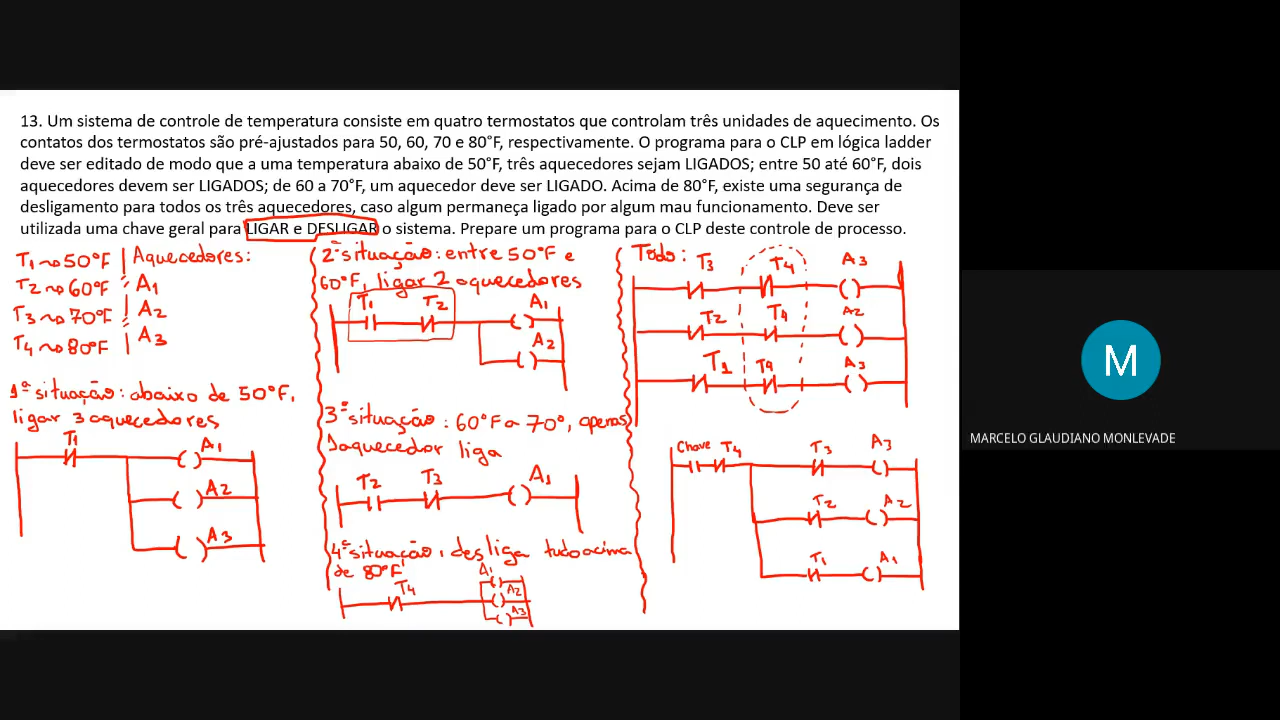 13. Um sistema de controle de temperatura consiste em quatro termostatos que controlam três unidades de aquecimento. Os
contatos dos termostatos são pré-ajustados para 50, 60, 70 e 80°F, respectivamente. O programa para o CLP em lógica ladder
deve ser editado de modo que a uma temperatura abaixo de 50°F, três aquecedores sejam LIGADOS; entre 50 até 60°F, dois
aquecedores devem ser LIGADOS; de 60 a 70°F, um aquecedor deve ser LIGADO. Acima de 80°F, existe uma segurança de
desligamento para todos os três aquecedores, caso algum permaneça ligado por algum mau funcionamento. Deve ser
utilizada uma chave geral para LIGAR e DESLIGAR o sistema. Prepare um programa para o CLP deste controle de processo.
T1 ~> 50°F
T2 ~> 60°F
T3 ~> 70°F
T4 ~> 80°F
Aquecedores:
A1
A2
A3
1ª situação: abaixo de 50°F,
ligar 3 aquecedores
T1 A1
A2
A3
2ª situação: entre 50°F e
60°F, ligar 2 aquecedores
T1 T2 A1
A2
3ª situação: 60°F a 70°, apenas
1 aquecedor liga
T2 T3 A1
4ª situação: desliga tudo acima
de 80°F
T4 A1
A2
A3
Todo:
T3 T4 A3
T2 T4 A2
T1 T4 A3
Chave T4 T3 A3
T2 A2
T1 A1
M
MARCELO GLAUDIANO MONLEVADE